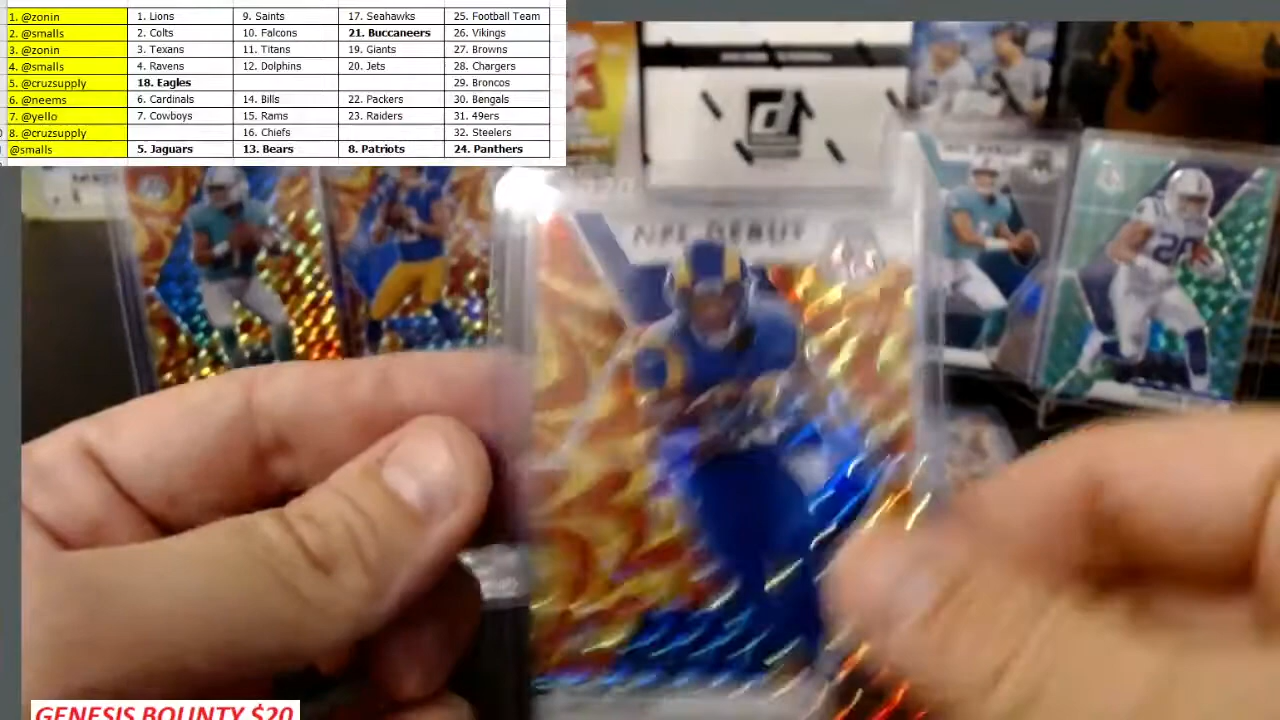 1. @zonin 1. Lions 9. Saints 17. Seahawks 25. Football Team
2. @smalls 2. Colts 10. Falcons 21. Buccaneers 26. Vikings
3. @zonin 3. Texans 11. Titans 19. Giants 27. Browns
4. @smalls 4. Ravens 12. Dolphins 20. Jets 28. Chargers
5. @cruzsupply 18. Eagles 29. Broncos
6. @neems 6. Cardinals 14. Bills 22. Packers 30. Bengals
7. @yello 7. Cowboys 15. Rams 23. Raiders 31. 49ers
8. @cruzsupply 16. Chiefs 32. Steelers
@smalls 5. Jaguars 13. Bears 8. Patriots 24. Panthers
NFL DEBUT
20
GENESIS BOUNTY $20